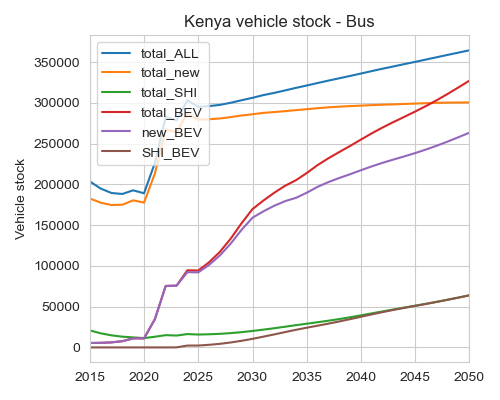 Kenya vehicle stock - Bus
total_ALL
total_new
total_SHI
total_BEV
new_BEV
SHI_BEV
Vehicle stock
350000
300000
250000
200000
150000
100000
50000
0
2015 2020 2025 2030 2035 2040 2045 2050